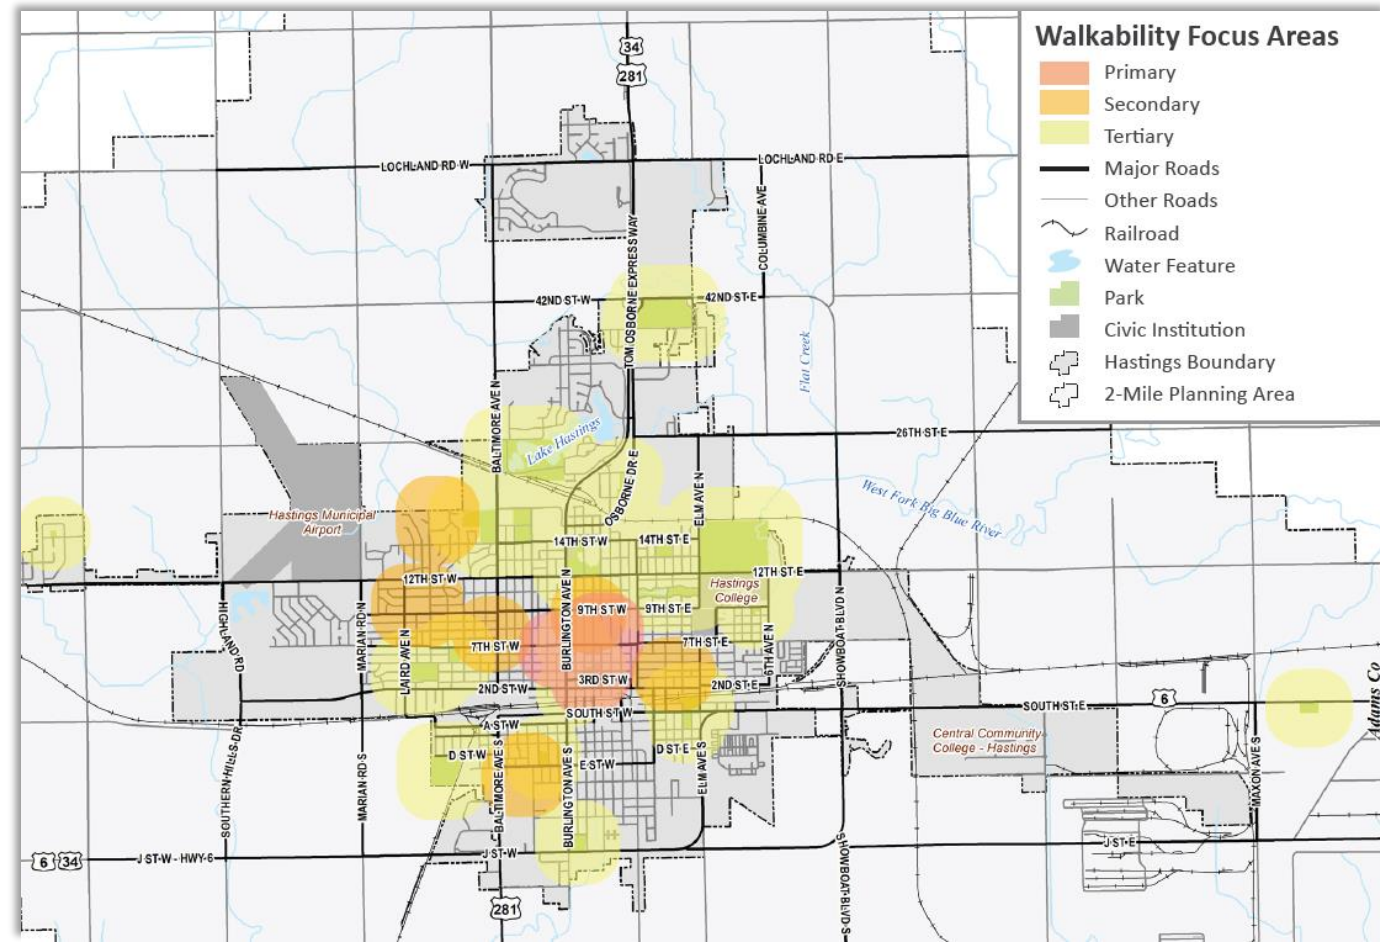 Walkability Focus Areas
Primary
Secondary
Tertiary
Major Roads
Other Roads
Railroad
Water Feature
Park
Civic Institution
Hastings Boundary
2-Mile Planning Area
34
281
LOCHLAND RD W
LOCHLAND RD E
COLUMBINE AVE
TOM OSBORNE EXPRESSWAY
42ND ST W
42ND ST E
Flat Creek
BALTIMORE AVE N
Lake Hastings
26TH ST E
OSBORNE DR E
ELM AVE N
West Fork Big Blue River
Hastings Municipal
Airport
14TH ST W
14TH ST E
12TH ST W
12TH ST E
Hastings
College
HIGHLAND RD
MARIAN RD N
LAIRD AVE N
BURLINGTON AVE N
9TH ST W
9TH ST E
7TH ST W
7TH ST E
6TH AVE N
SHOWBOAT BLVD N
3RD ST W
2ND ST W
2ND ST E
6
SOUTH ST W
SOUTH ST E
Adams Co
A ST W
Central Community
College - Hastings
D ST W
D ST E
E ST W
SOUTHERN HILLS DR
MARIAN RD S
BALTIMORE AVE S
BURLINGTON AVE S
ELM AVE S
MAXON AVE S
6 34
J ST W - HWY 6
J ST W
J ST E
SHOWBOAT BLVD S
281